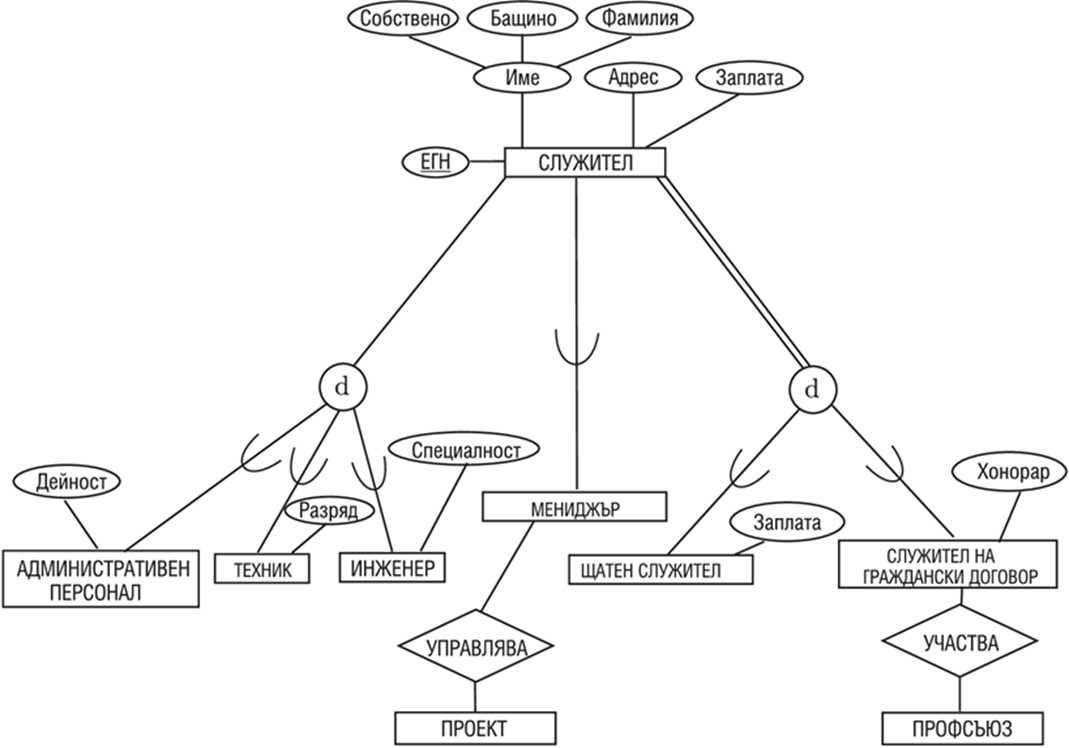 Собствено
Бащино
Фамилия
Име
Адрес
Заплата
ЕГН
СЛУЖИТЕЛ
d
d
Дейност
Специалност
Разряд
Заплата
Хонорар
АДМИНИСТРАТИВЕН
ПЕРСОНАЛ
ТЕХНИК
ИНЖЕНЕР
МЕНИДЖЪР
ЩАТЕН СЛУЖИТЕЛ
СЛУЖИТЕЛ НА
ГРАЖДАНСКИ ДОГОВОР
УПРАВЛЯВА
УЧАСТВА
ПРОЕКТ
ПРОФСЪЮЗ